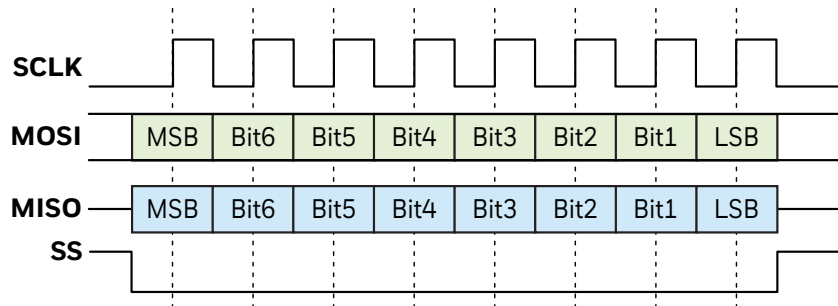 SCLK
MOSI MSB Bit6 Bit5 Bit4 Bit3 Bit2 Bit1 LSB
MISO MSB Bit6 Bit5 Bit4 Bit3 Bit2 Bit1 LSB
SS